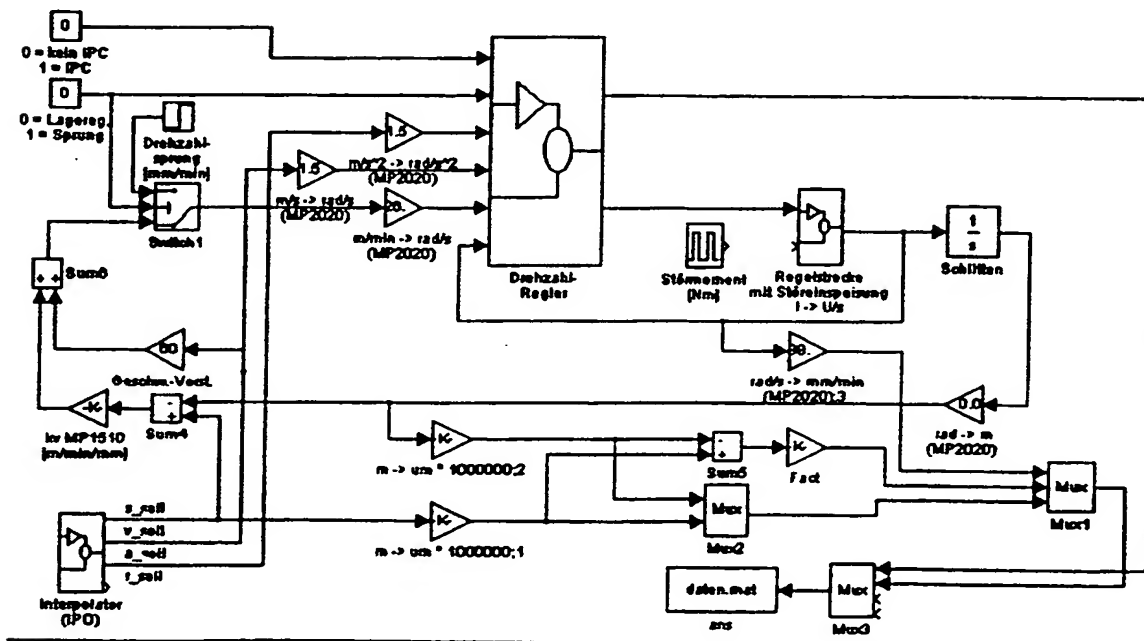 0
0 = kein IPC
1 = IPC
0
0 = Lagereg.
1 = Sprung
Drehzahl-
sprung
[mm/min]
Switch1
1.5
m/s^2 -> rad/s^2
(MP2020)
1.5
m/s -> rad/s
(MP2020)
m/min -> rad/s
(MP2020)
Drehzahl-
Regler
Störmoment
[Nm]
Regelstrecke
mit Störeinspeisung
I -> U/s
1
s
Schlitten
+ +
Sum6
60
Geschw.-Vorst.
rad/s -> mm/min
(MP2020);3
-K-
kv MP1510
[m/min/mm]
-
+
Sum4
0.0
rad -> m
(MP2020)
K-
m -> um * 1000000;2
-
+
Sum5
K-
Fact
Mux
Mux1
K-
m -> um * 1000000;1
Mux
Mux2
s_soll
v_soll
a_soll
r_soll
Interpolator
(IPO)
daten.mat
ans
Mux
Mux3